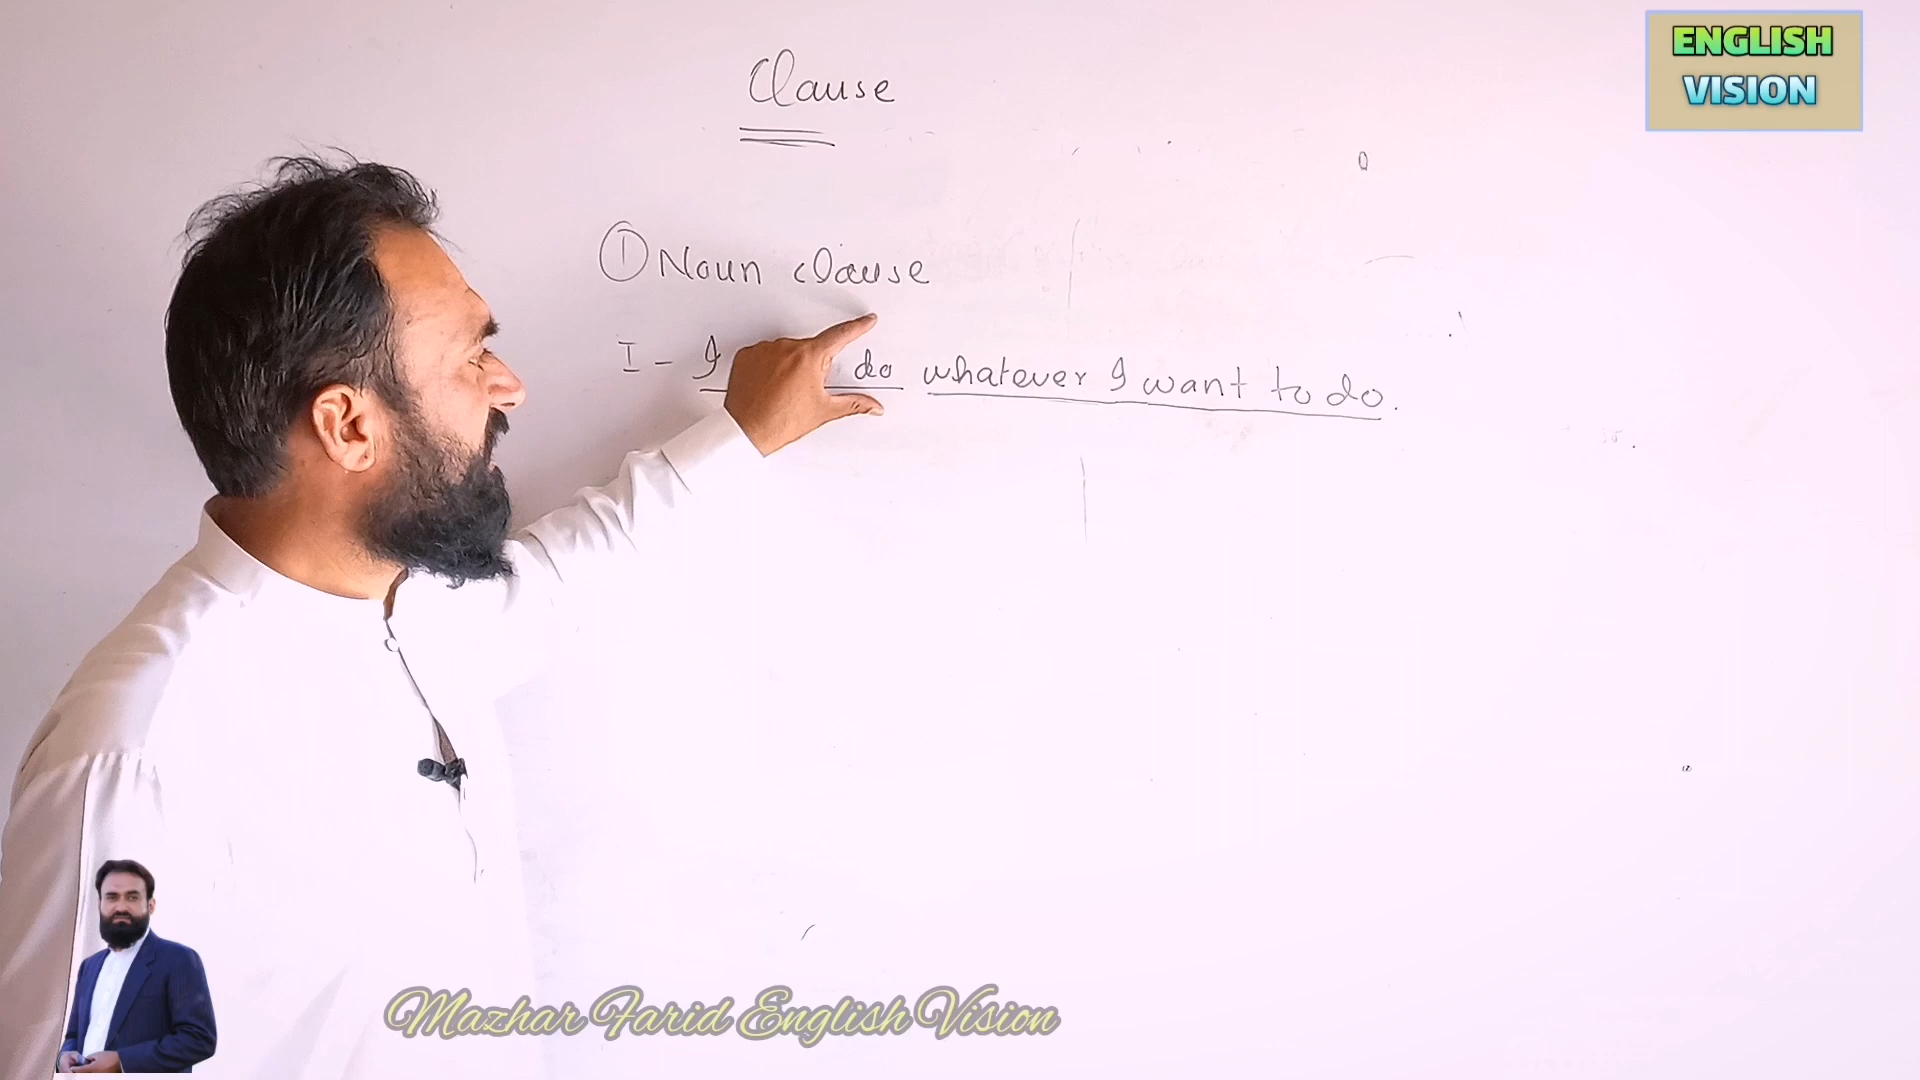 ENGLISH
VISION
Clause
① Noun clause
I - I do whatever I want to do.
Mazhar Farid English Vision